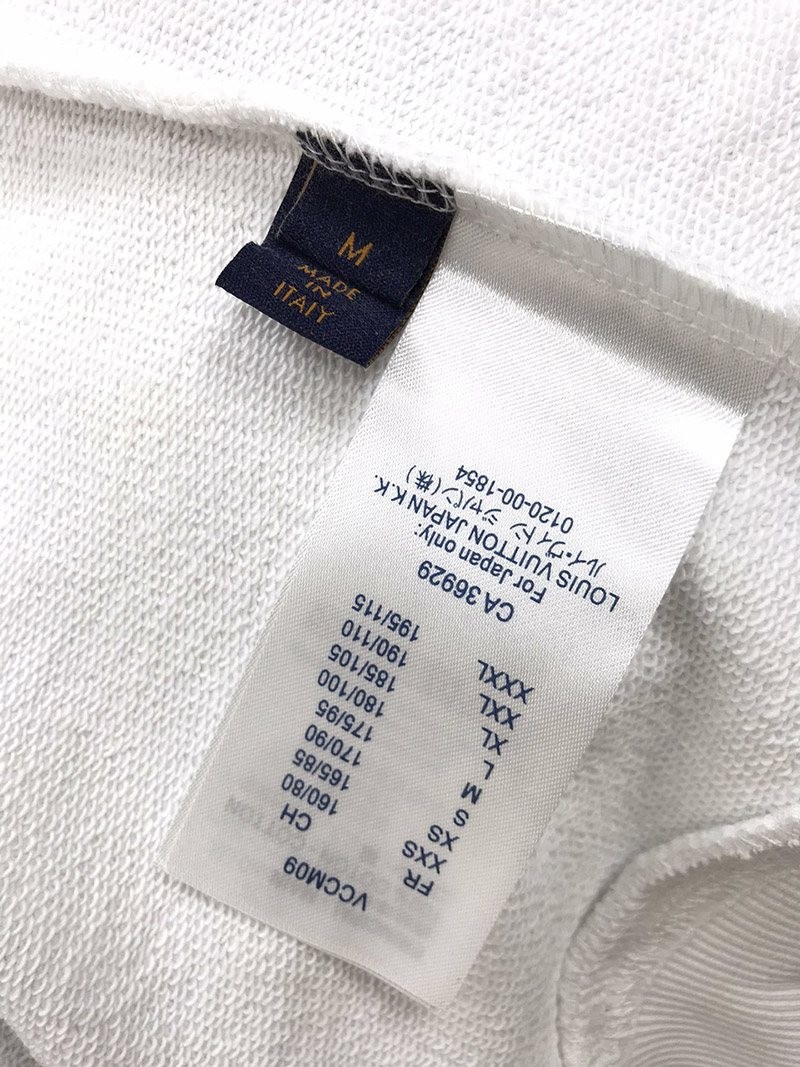 M
MADE
IN
ITALY
VCCM09
FR CH
XXS 160/80
XS 165/85
S 170/90
M 175/95
L 180/100
XL 185/105
XXL 190/110
XXXL 195/115
CA 36929
For Japan only:
LOUIS VUITTON JAPAN K.K.
ルイ・ヴィトン ジャパン(株)
0120-00-1854